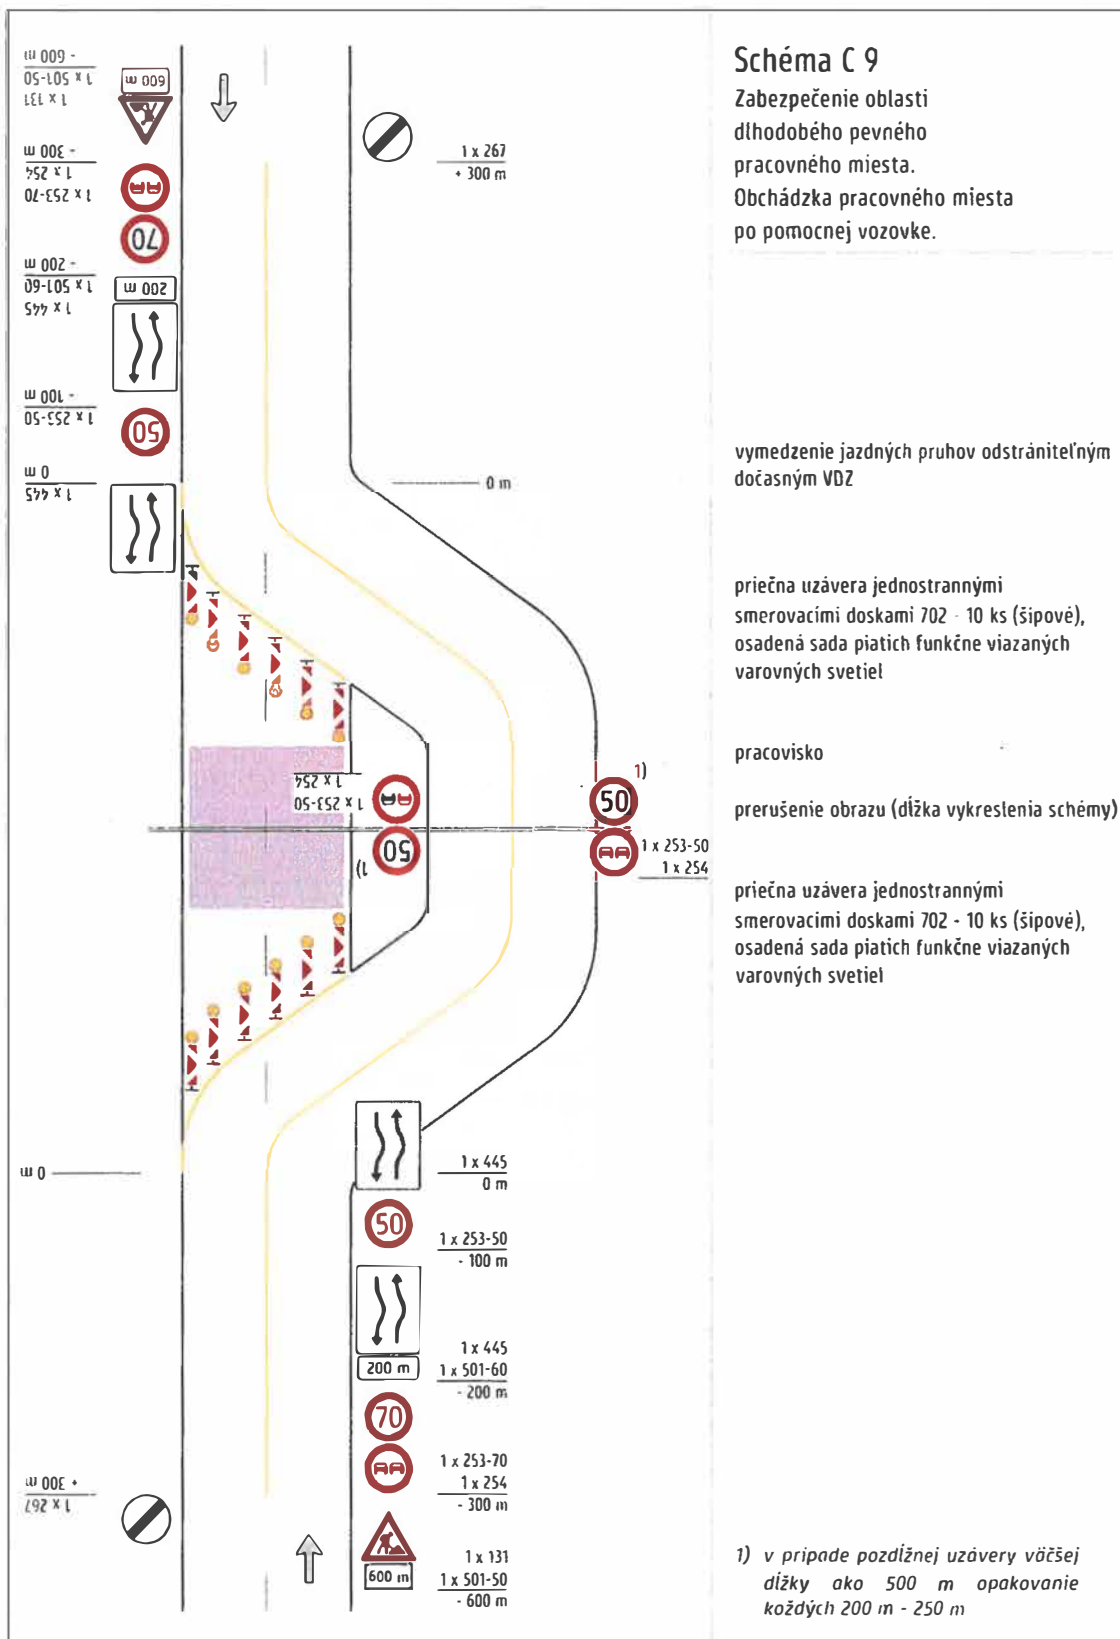 Schéma C 9
Zabezpečenie oblasti
dlhodobého pevného
pracovného miesta.
Obchádzka pracovného miesta
po pomocnej vozovke.
- 600 m
1 x 501-50
1 x 131
600 m
- 300 m
1 x 254
1 x 253-70
70
- 200 m
1 x 501-60
1 x 445
200 m
- 100 m
1 x 253-50
50
0 m
1 x 445
1 x 267
+ 300 m
0 m
vymedzenie jazdných pruhov odstrániteľným
dočasným VDZ
priečna uzávera jednostrannými
smerovacími doskami 702 - 10 ks (šípové),
osadená sada piatich funkčne viazaných
varovných svetiel
pracovisko
prerušenie obrazu (dĺžka vykreslenia schémy)
priečna uzávera jednostrannými
smerovacími doskami 702 - 10 ks (šípové),
osadená sada piatich funkčne viazaných
varovných svetiel
1 x 254
1 x 253-50
50
1)
1)
50
1 x 253-50
1 x 254
0 m
1 x 445
0 m
50
1 x 253-50
- 100 m
1 x 445
200 m
1 x 501-60
- 200 m
70
1 x 253-70
1 x 254
- 300 m
1 x 131
600 m
1 x 501-50
- 600 m
+ 300 m
1 x 267
1) v prípade pozdĺžnej uzávery väčšej
dĺžky ako 500 m opakovanie
každých 200 m - 250 m